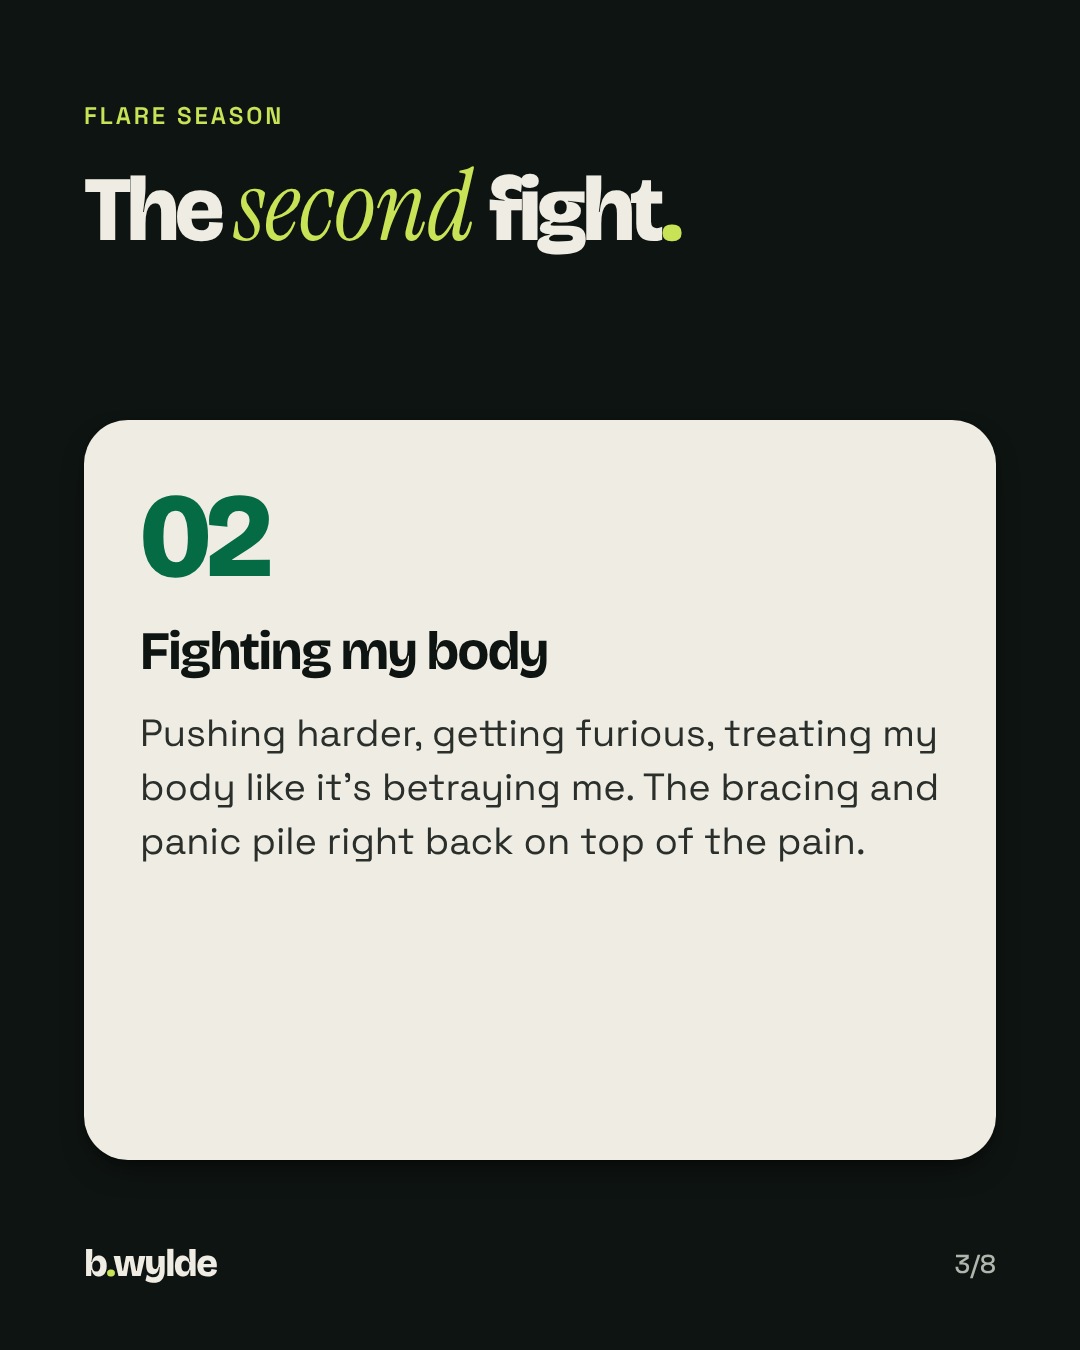 FLARE SEASON
The second fight.
02
Fighting my body
Pushing harder, getting furious, treating my
body like it’s betraying me. The bracing and
panic pile right back on top of the pain.
b.wylde
3/8